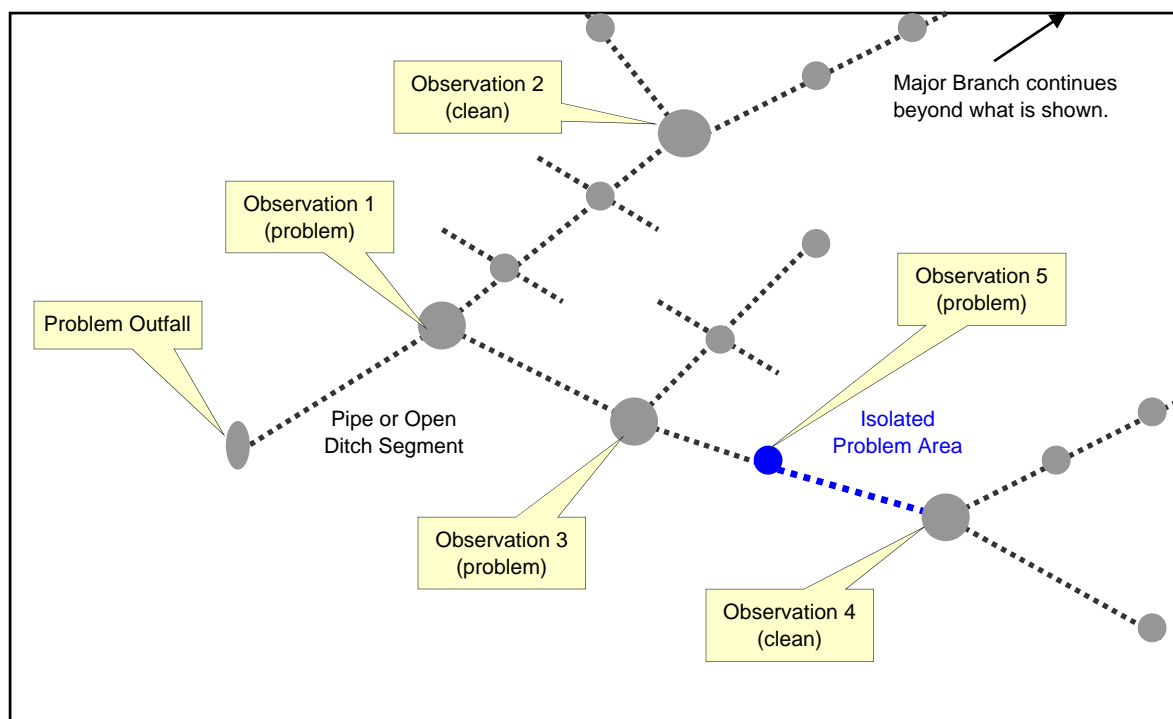 Observation 2
(clean)
Major Branch continues
beyond what is shown.
Observation 1
(problem)
Observation 5
(problem)
Problem Outfall
Pipe or Open
Ditch Segment
Isolated
Problem Area
Observation 3
(problem)
Observation 4
(clean)